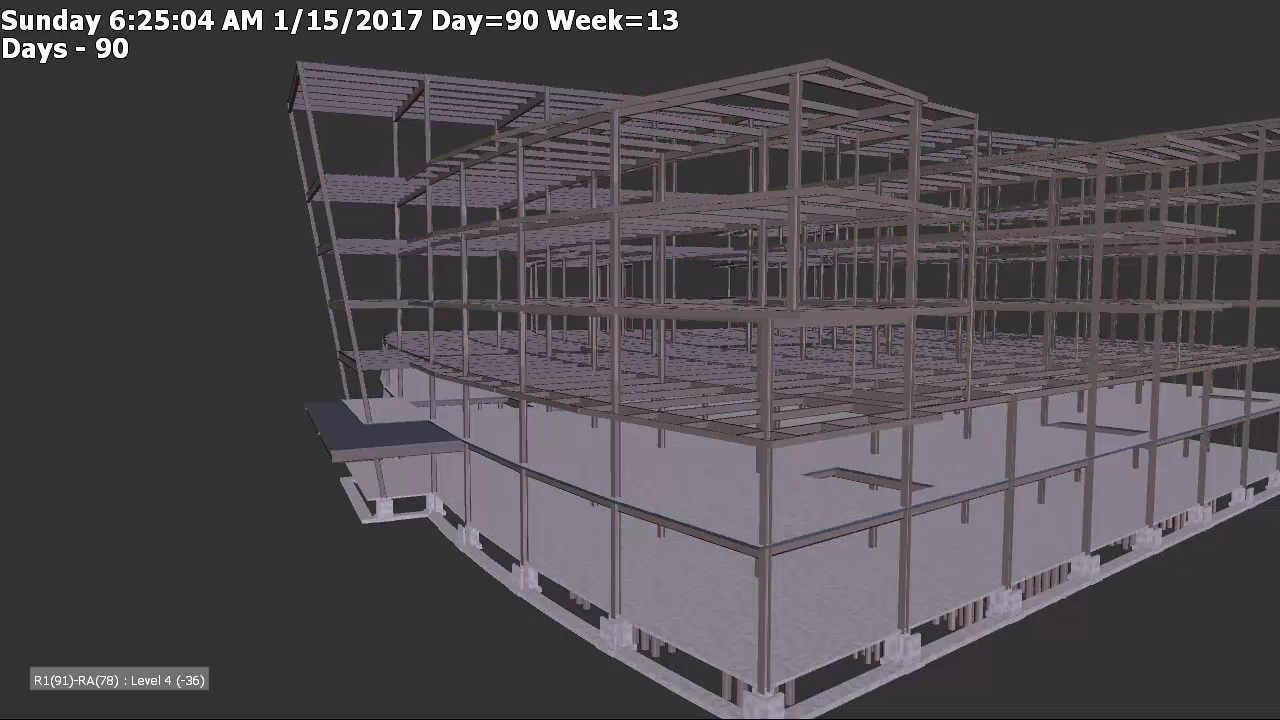 Sunday 6:25:04 AM 1/15/2017 Day=90 Week=13
Days - 90
R1(91)-RA(78) : Level 4 (-36)